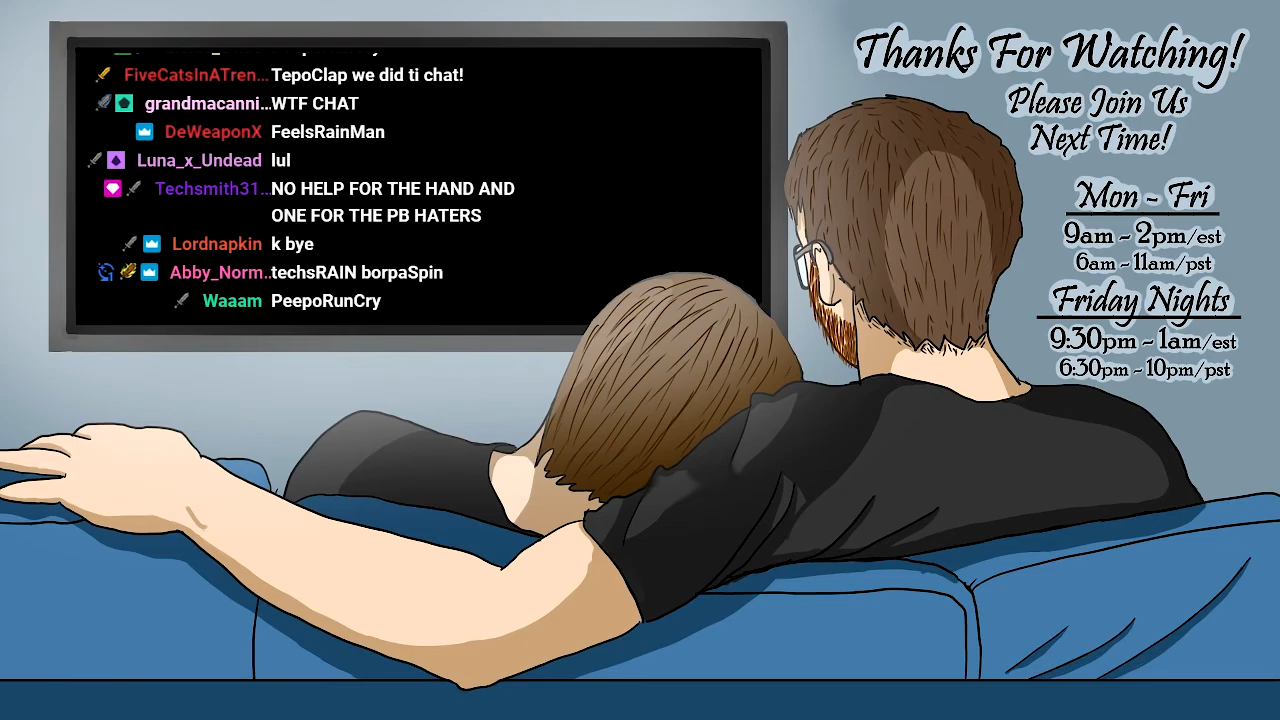 FiveCatsInATren... TepoClap we did ti chat!
grandmacanni... WTF CHAT
DeWeaponX FeelsRainMan
Luna_x_Undead lul
Techsmith31... NO HELP FOR THE HAND AND
ONE FOR THE PB HATERS
Lordnapkin k bye
Abby_Norm... techsRAIN borpaSpin
Waaam PeepoRunCry
Thanks For Watching!
Please Join Us
Next Time!
Mon - Fri
9am - 2pm/est
6am - 11am/pst
Friday Nights
9:30pm - 1am/est
6:30pm - 10pm/pst